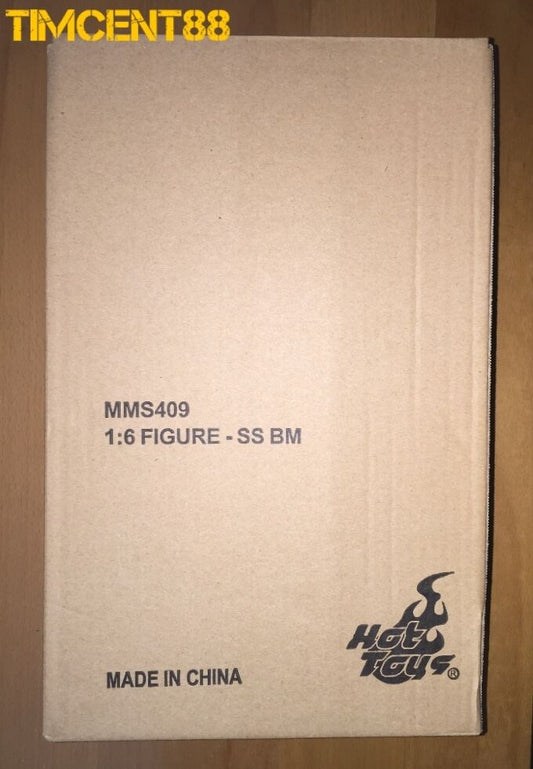 TIMCENT88
MMS409
1:6 FIGURE - SS BM
Hot
Toys®
MADE IN CHINA